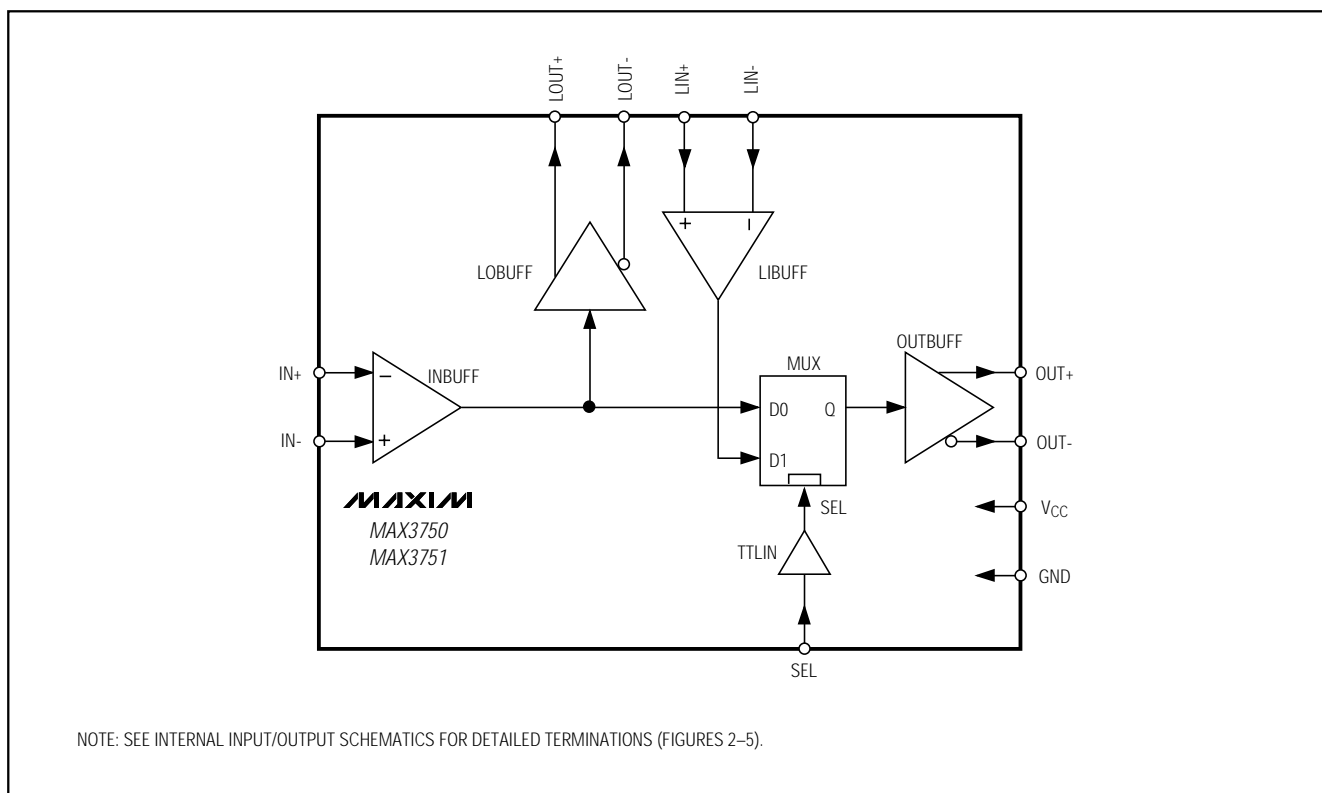 LOUT+
LOUT-
LIN+
LIN-
+
–
LOBUFF
LIBUFF
OUTBUFF
MUX
IN+
–
INBUFF
OUT+
D0
Q
IN-
+
OUT-
D1
MAXIM
SEL
VCC
MAX3750
MAX3751
TTLIN
GND
SEL
NOTE: SEE INTERNAL INPUT/OUTPUT SCHEMATICS FOR DETAILED TERMINATIONS (FIGURES 2–5).